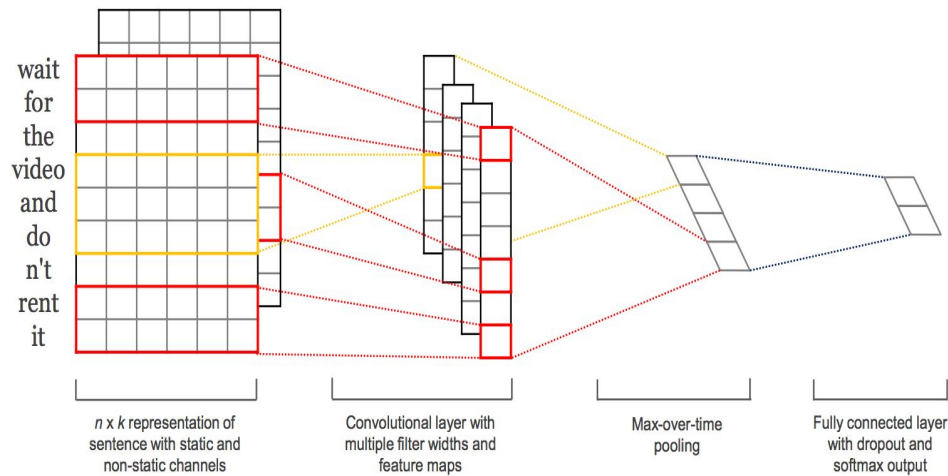 wait
for
the
video
and
do
n't
rent
it
n x k representation of
sentence with static and
non-static channels
Convolutional layer with
multiple filter widths and
feature maps
Max-over-time
pooling
Fully connected layer
with dropout and
softmax output